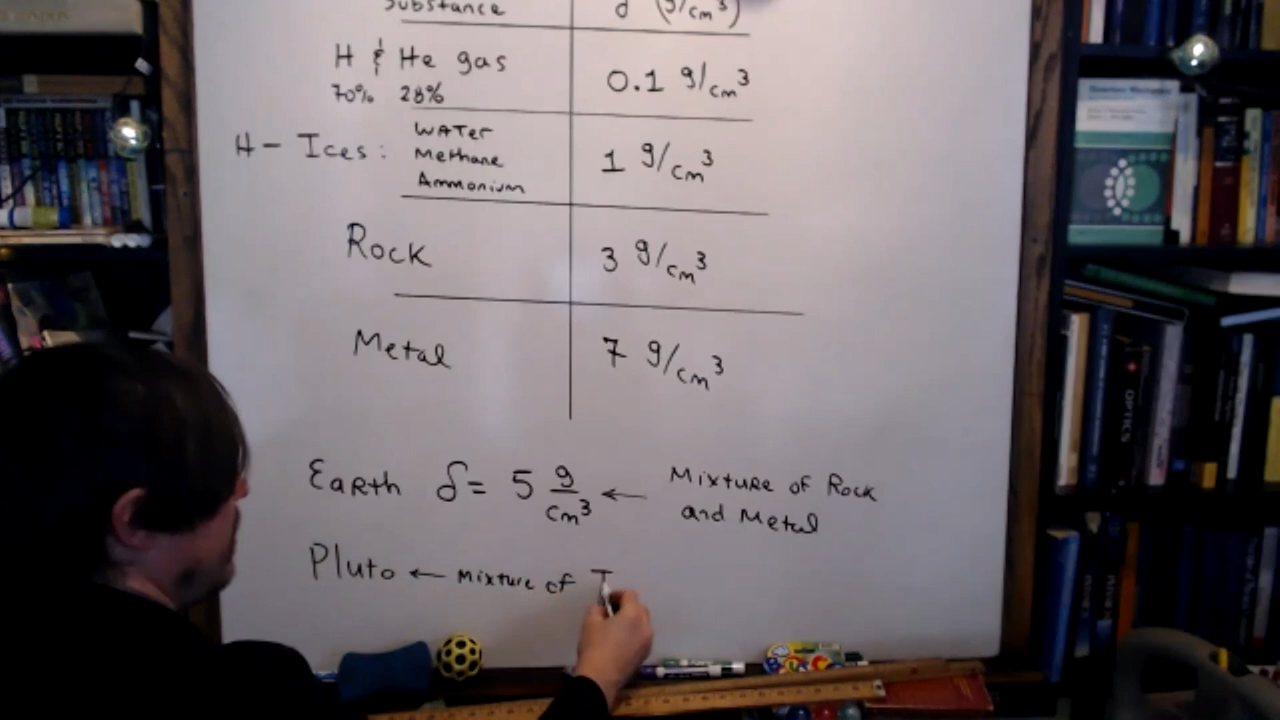 Substance δ (g/cm³)
H & He gas 0.1 g/cm³
70% 28%
H- Ices: Water 1 g/cm³
Methane
Ammonium
Rock 3 g/cm³
Metal 7 g/cm³
Earth δ = 5 g/cm³ ← Mixture of Rock
and Metal
Pluto ← Mixture of I
OPTICS